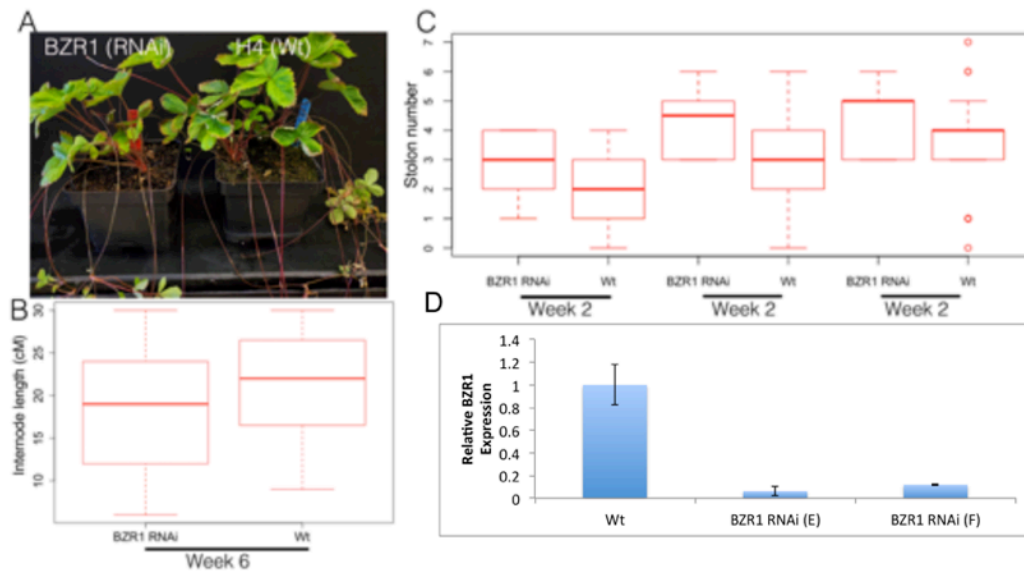 A
BZR1 (RNAi) H4 (Wt)
B
Internode length (cM)
30
25
20
15
10
BZR1 RNAi Wt
Week 6
C
Stolon number
7
6
5
4
3
2
1
0
BZR1 RNAi Wt BZR1 RNAi Wt BZR1 RNAi Wt
Week 2 Week 2 Week 2
D
Relative BZR1
Expression
1.4
1.2
1
0.8
0.6
0.4
0.2
0
Wt BZR1 RNAi (E) BZR1 RNAi (F)